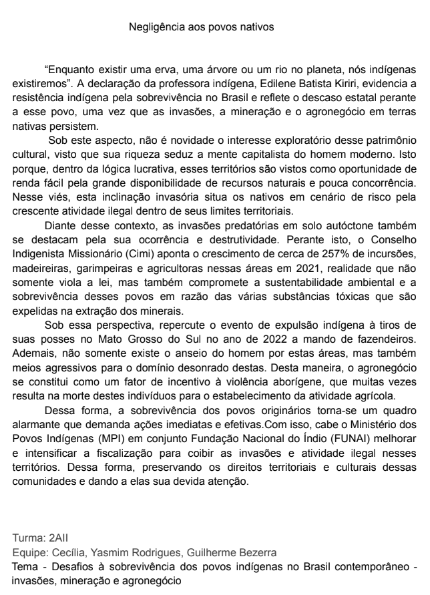 Negligência aos povos nativos
“Enquanto existir uma erva, uma árvore ou um rio no planeta, nós indígenas
existiremos”. A declaração da professora indígena, Edilene Batista Kiriri, evidencia a
resistência indígena pela sobrevivência no Brasil e reflete o descaso estatal perante
a esse povo, uma vez que as invasões, a mineração e o agronegócio em terras
nativas persistem.
Sob este aspecto, não é novidade o interesse exploratório desse patrimônio
cultural, visto que sua riqueza seduz a mente capitalista do homem moderno. Isto
porque, dentro da lógica lucrativa, esses territórios são vistos como oportunidade de
renda fácil pela grande disponibilidade de recursos naturais e pouca concorrência.
Nesse viés, esta inclinação invasória situa os nativos em cenário de risco pela
crescente atividade ilegal dentro de seus limites territoriais.
Diante desse contexto, as invasões predatórias em solo autóctone também
se destacam pela sua ocorrência e destrutividade. Perante isto, o Conselho
Indigenista Missionário (Cimi) aponta o crescimento de cerca de 257% de incursões,
madeireiras, garimpeiras e agricultoras nessas áreas em 2021, realidade que não
somente viola a lei, mas também compromete a sustentabilidade ambiental e a
sobrevivência desses povos em razão das várias substâncias tóxicas que são
expelidas na extração dos minerais.
Sob essa perspectiva, repercute o evento de expulsão indígena à tiros de
suas posses no Mato Grosso do Sul no ano de 2022 a mando de fazendeiros.
Ademais, não somente existe o anseio do homem por estas áreas, mas também
meios agressivos para o domínio desonrado destas. Desta maneira, o agronegócio
se constitui como um fator de incentivo à violência aborígene, que muitas vezes
resulta na morte destes indivíduos para o estabelecimento da atividade agrícola.
Dessa forma, a sobrevivência dos povos originários torna-se um quadro
alarmante que demanda ações imediatas e efetivas.Com isso, cabe o Ministério dos
Povos Indígenas (MPI) em conjunto Fundação Nacional do Índio (FUNAI) melhorar
e intensificar a fiscalização para coibir as invasões e atividade ilegal nesses
territórios. Dessa forma, preservando os direitos territoriais e culturais dessas
comunidades e dando a elas sua devida atenção.
Turma: 2AII
Equipe: Cecília, Yasmim Rodrigues, Guilherme Bezerra
Tema - Desafios à sobrevivência dos povos indígenas no Brasil contemporâneo -
invasões, mineração e agronegócio